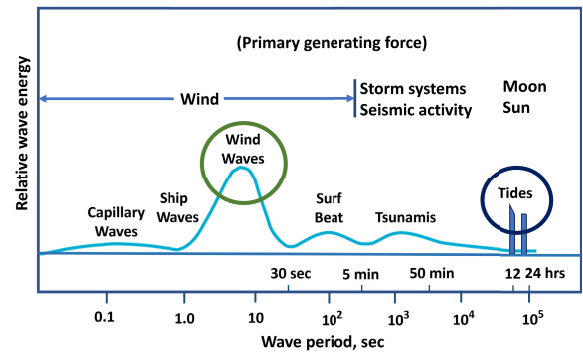 (Primary generating force)
Relative wave energy
Wind
Storm systems
Seismic activity
Moon
Sun
Wind
Waves
Ship
Waves
Capillary
Waves
Surf
Beat
Tsunamis
Tides
30 sec
5 min
50 min
12
24 hrs
0.1
1.0
10
10²
10³
10⁴
10⁵
Wave period, sec